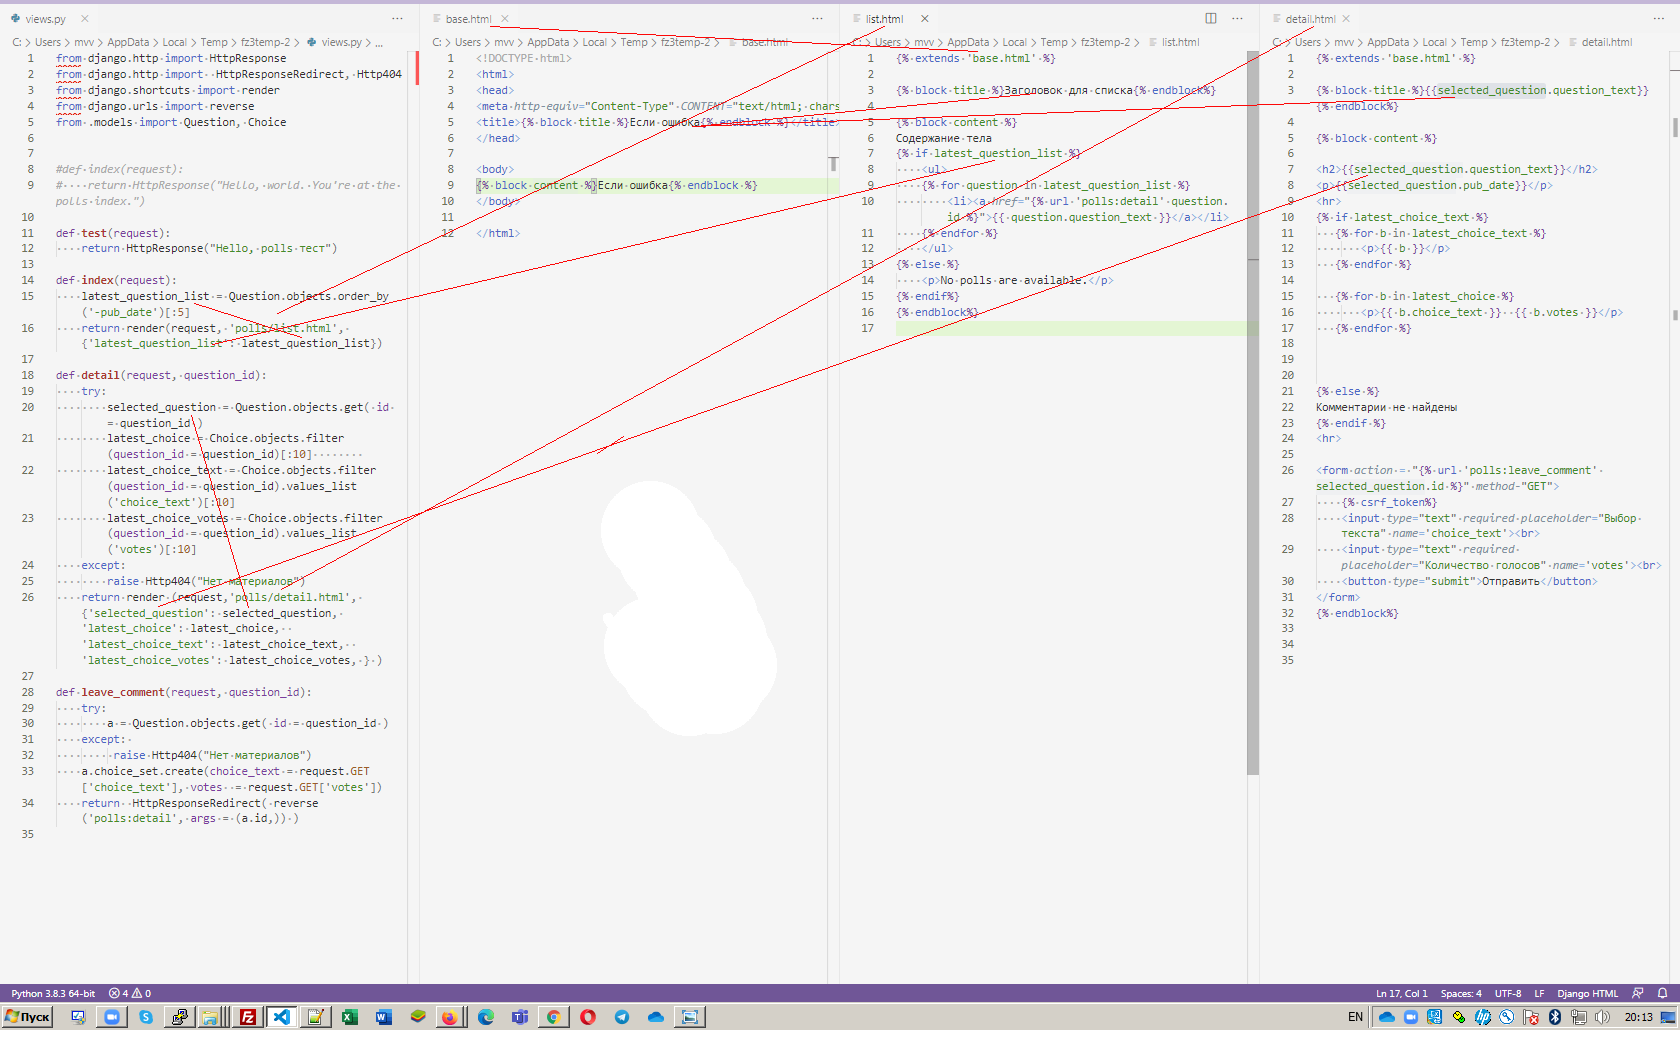 views.py
C: > Users > mvv > AppData > Local > Temp > fz3temp-2 > views.py > ...
1 from django.http import HttpResponse
2 from django.http import HttpResponseRedirect, Http404
3 from django.shortcuts import render
4 from django.urls import reverse
5 from .models import Question, Choice
6
7
8 #def index(request):
9 #    return HttpResponse("Hello, world. You're at the
polls index.")
10
11 def test(request):
12     return HttpResponse("Hello, polls тест")
13
14 def index(request):
15     latest_question_list = Question.objects.order_by
('-pub_date')[:5]
16     return render(request, 'polls/list.html',
{'latest_question_list': latest_question_list})
17
18 def detail(request, question_id):
19     try:
20         selected_question = Question.objects.get( id
= question_id )
21         latest_choice = Choice.objects.filter
(question_id = question_id)[:10]
22         latest_choice_text = Choice.objects.filter
(question_id = question_id).values_list
('choice_text')[:10]
23         latest_choice_votes = Choice.objects.filter
(question_id = question_id).values_list
('votes')[:10]
24     except:
25         raise Http404("Нет материалов")
26     return render (request,'polls/detail.html',
{'selected_question': selected_question,
'latest_choice': latest_choice,
'latest_choice_text': latest_choice_text,
'latest_choice_votes': latest_choice_votes, } )
27
28 def leave_comment(request, question_id):
29     try:
30         a = Question.objects.get( id = question_id )
31     except:
32          raise Http404("Нет материалов")
33     a.choice_set.create(choice_text = request.GET
['choice_text'], votes  = request.GET['votes'])
34     return  HttpResponseRedirect( reverse
('polls:detail', args = (a.id,)) )
35
base.html
C: > Users > mvv > AppData > Local > Temp > fz3temp-2 > base.html
1 <!DOCTYPE html>
2 <html>
3 <head>
4 <meta http-equiv="Content-Type" CONTENT="text/html; chars
5 <title>{% block title %}Если ошибка{% endblock %}</title>
6 </head>
7
8 <body>
9 {% block content %}Если ошибка{% endblock %}
10 </body>
11
12 </html>
list.html
C: > Users > mvv > AppData > Local > Temp > fz3temp-2 > list.html
1 {% extends 'base.html' %}
2
3 {% block title %}Заголовок для списка{% endblock%}
4
5 {% block content %}
6 Содержание тела
7 {% if latest_question_list %}
8     <ul>
9     {% for question in latest_question_list %}
10         <li><a href="{% url 'polls:detail' question.
id %}">{{ question.question_text }}</a></li>
11     {% endfor %}
12     </ul>
13 {% else %}
14     <p>No polls are available.</p>
15 {% endif%}
16 {% endblock%}
17
detail.html
C: > Users > mvv > AppData > Local > Temp > fz3temp-2 > detail.html
1 {% extends 'base.html' %}
2
3 {% block title %}{{selected_question.question_text}}
{% endblock%}
4
5 {% block content %}
6
7 <h2>{{selected_question.question_text}}</h2>
8 <p>{{selected_question.pub_date}}</p>
9 <hr>
10 {% if latest_choice_text %}
11    {% for b in latest_choice_text %}
12        <p>{{ b }}</p>
13    {% endfor %}
14
15    {% for b in latest_choice %}
16        <p>{{ b.choice_text }}  {{ b.votes }}</p>
17    {% endfor %}
18
19
20
21 {% else %}
22 Комментарии не найдены
23 {% endif %}
24 <hr>
25
26 <form action = "{% url 'polls:leave_comment'
selected_question.id %}" method="GET">
27     {% csrf_token%}
28     <input type="text" required placeholder="Выбор
текста" name='choice_text'><br>
29     <input type="text" required
placeholder="Количество голосов" name='votes'><br>
30     <button type="submit">Отправить</button>
31 </form>
32 {% endblock%}
33
34
35
Python 3.8.3 64-bit 4 0
Ln 17, Col 1 Spaces: 4 UTF-8 LF Django HTML
Пуск
EN 20:13